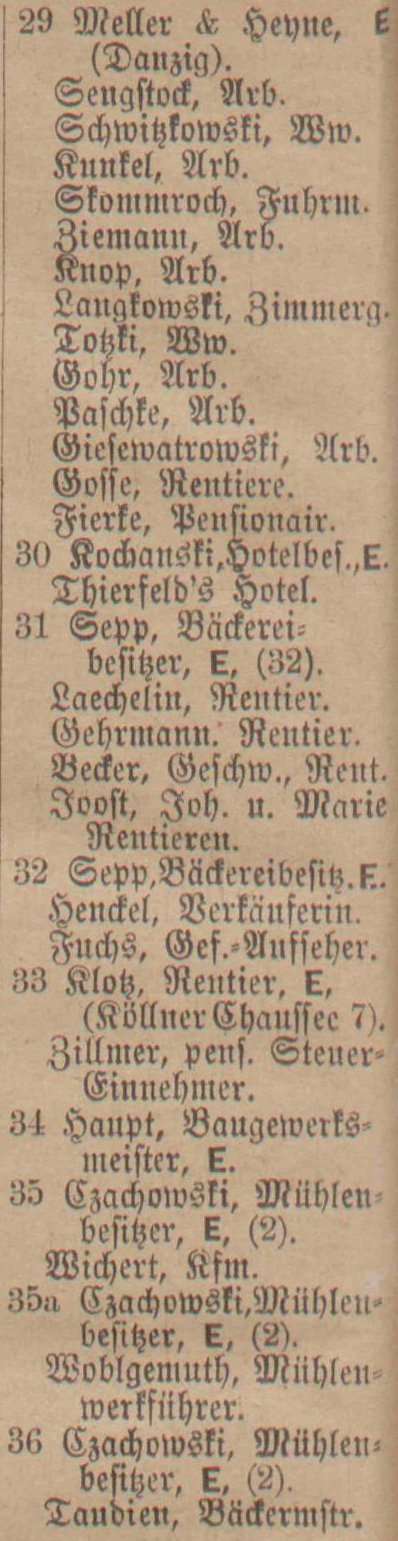 29 Meller & Heyne, E
(Danzig).
Sengstock, Arb.
Schwitzkowski, Ww.
Kunkel, Arb.
Skommroch, Fuhrm.
Ziemann, Arb.
Knop, Arb.
Langkowski, Zimmerg.
Totzki, Ww.
Gohr, Arb.
Paschke, Arb.
Giesewatrowski, Arb.
Gosse, Rentiere.
Fierke, Pensionair.
30 Kochanski, Hotelbes., E.
Thierfeld's Hotel.
31 Sepp, Bäckerei-
besitzer, E, (32).
Laechelin, Rentier.
Gehrmann. Rentier.
Becker, Geschw., Rent.
Joost, Joh. u. Marie
Rentieren.
32 Sepp, Bäckereibesitz. E.
Henckel, Verkäuferin.
Fuchs, Gef.-Aufseher.
33 Klotz, Rentier, E,
(Köllner Chaussee 7).
Zillmer, pens. Steuer-
Einnehmer.
34 Haupt, Baugewerks-
meister, E.
35 Czachowski, Mühlen-
besitzer, E, (2).
Wichert, Kfm.
35a Czachowski, Mühlen-
besitzer, E, (2).
Woblgemuth, Mühlen-
werkführer.
36 Czachowski, Mühlen-
besitzer, E, (2).
Taudien, Bäckermstr.